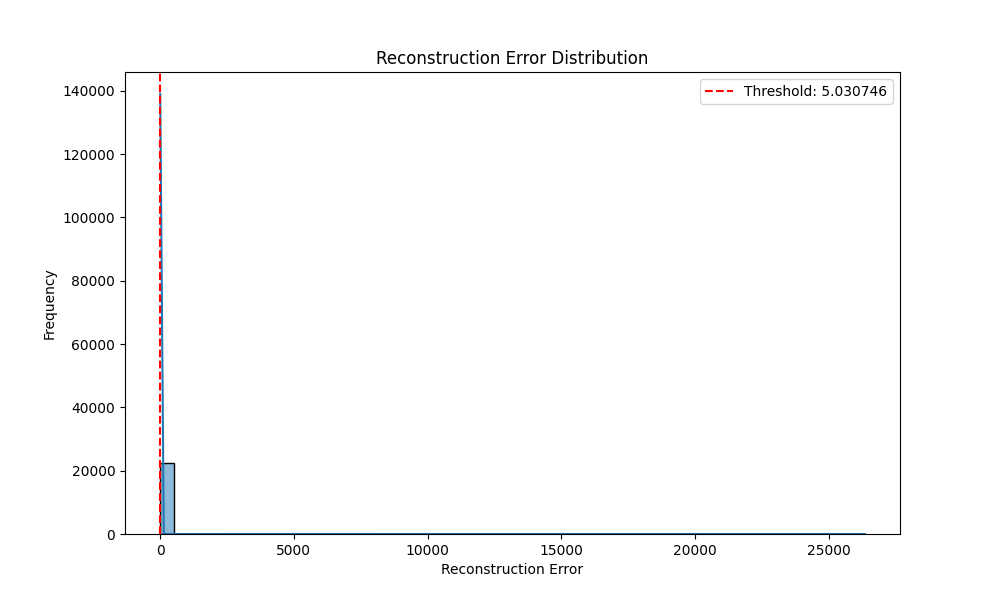 Reconstruction Error Distribution
Threshold: 5.030746
140000
120000
100000
80000
60000
40000
20000
0
Frequency
0 5000 10000 15000 20000 25000
Reconstruction Error